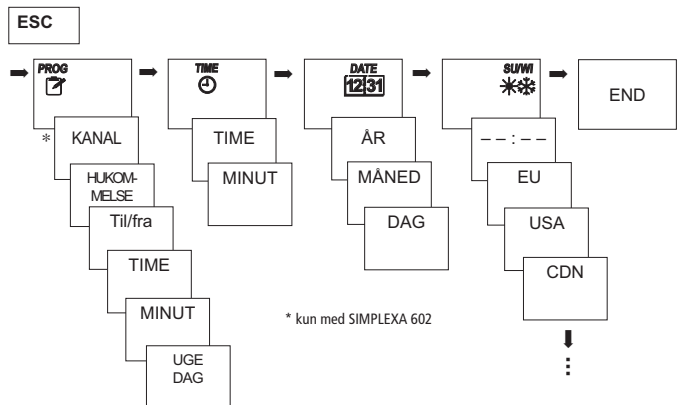 ESC
PROG
TIME
DATE
12 31
SU/WI
END
* KANAL
HUKOM-
MELSE
Til/fra
TIME
MINUT
UGE
DAG
TIME
MINUT
ÅR
MÅNED
DAG
– – : – –
EU
USA
CDN
* kun med SIMPLEXA 602